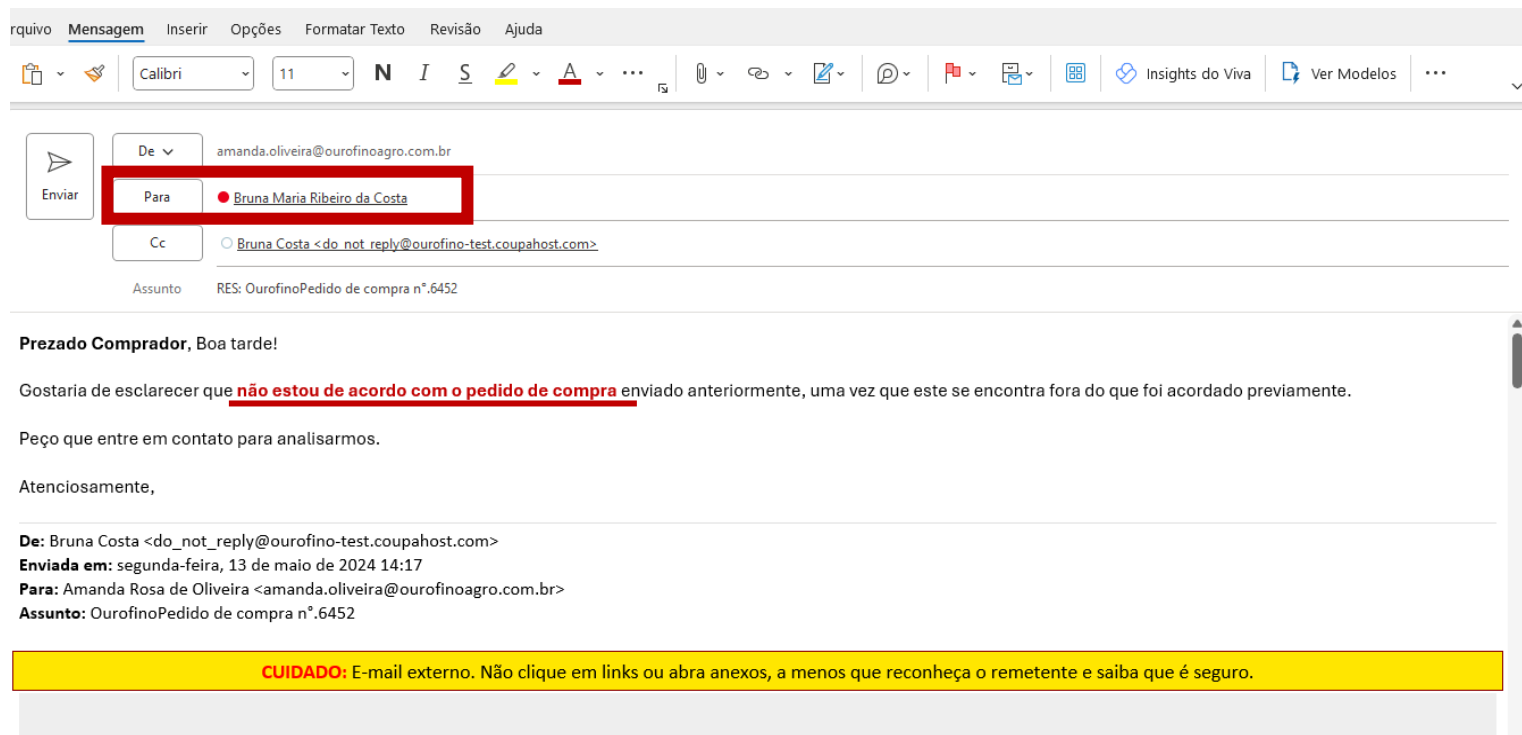 rquivo Mensagem Inserir Opções Formatar Texto Revisão Ajuda
Calibri 11 N I S A Insights do Viva Ver Modelos
De amanda.oliveira@ourofinoagro.com.br
Enviar Para Bruna Maria Ribeiro da Costa
Cc Bruna Costa <do_not_reply@ourofino-test.coupahost.com>
Assunto RES: OurofinoPedido de compra n°.6452
Prezado Comprador, Boa tarde!
Gostaria de esclarecer que não estou de acordo com o pedido de compra enviado anteriormente, uma vez que este se encontra fora do que foi acordado previamente.
Peço que entre em contato para analisarmos.
Atenciosamente,
De: Bruna Costa <do_not_reply@ourofino-test.coupahost.com>
Enviada em: segunda-feira, 13 de maio de 2024 14:17
Para: Amanda Rosa de Oliveira <amanda.oliveira@ourofinoagro.com.br>
Assunto: OurofinoPedido de compra n°.6452
CUIDADO: E-mail externo. Não clique em links ou abra anexos, a menos que reconheça o remetente e saiba que é seguro.